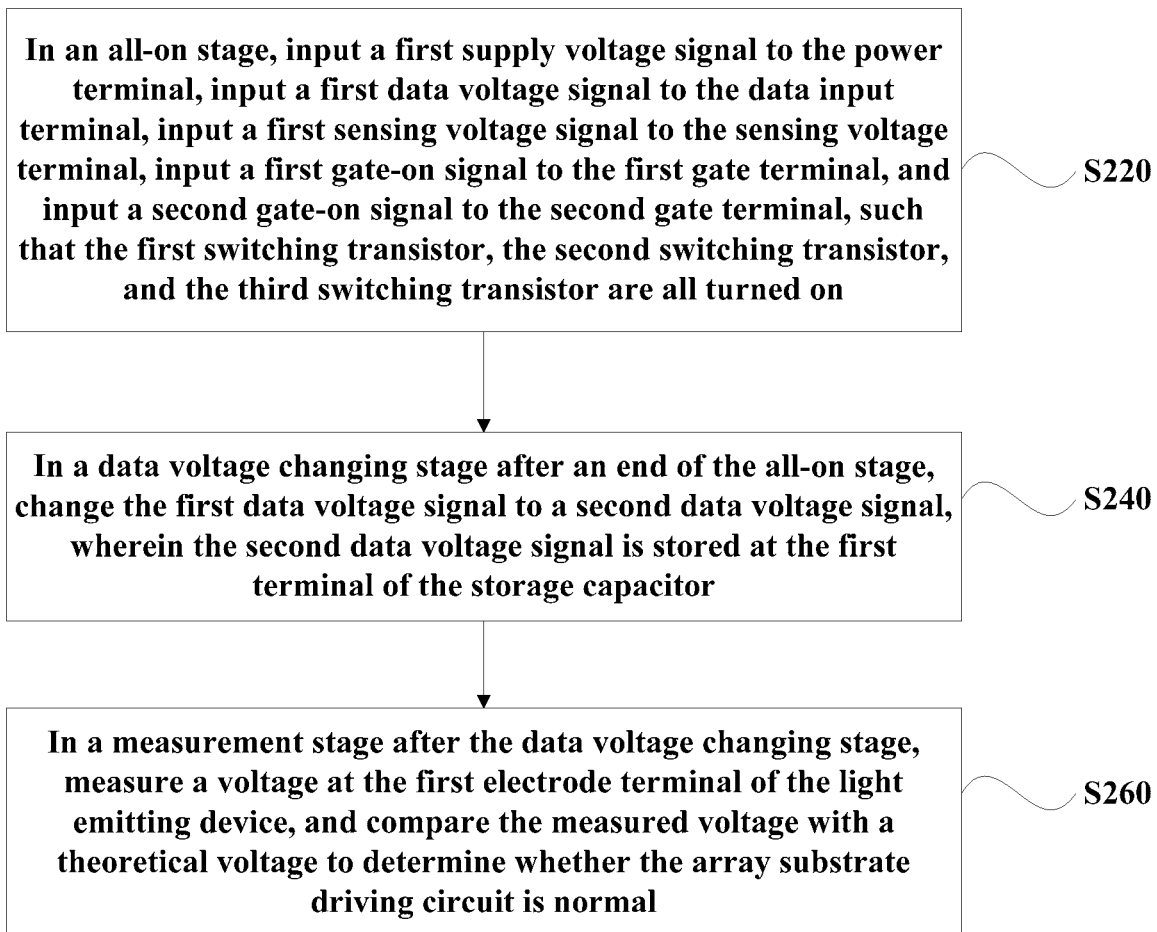 In an all-on stage, input a first supply voltage signal to the power
terminal, input a first data voltage signal to the data input
terminal, input a first sensing voltage signal to the sensing voltage
terminal, input a first gate-on signal to the first gate terminal, and
input a second gate-on signal to the second gate terminal, such
that the first switching transistor, the second switching transistor,
and the third switching transistor are all turned on
S220
In a data voltage changing stage after an end of the all-on stage,
change the first data voltage signal to a second data voltage signal,
wherein the second data voltage signal is stored at the first
terminal of the storage capacitor
S240
In a measurement stage after the data voltage changing stage,
measure a voltage at the first electrode terminal of the light
emitting device, and compare the measured voltage with a
theoretical voltage to determine whether the array substrate
driving circuit is normal
S260